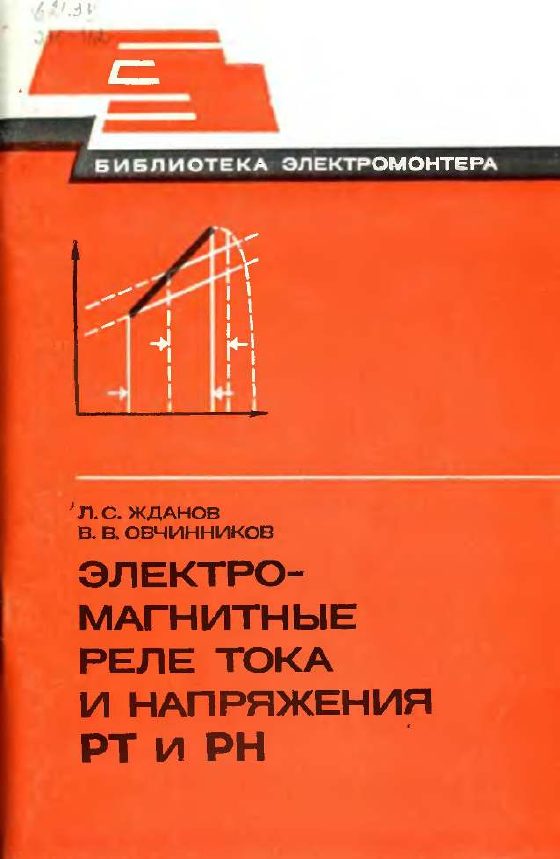 БИБЛИОТЕКА ЭЛЕКТРОМОНТЕРА
Л. С. ЖДАНОВ
В. В. ОВЧИННИКОВ
ЭЛЕКТРО-
МАГНИТНЫЕ
РЕЛЕ ТОКА
И НАПРЯЖЕНИЯ
РТ и РН